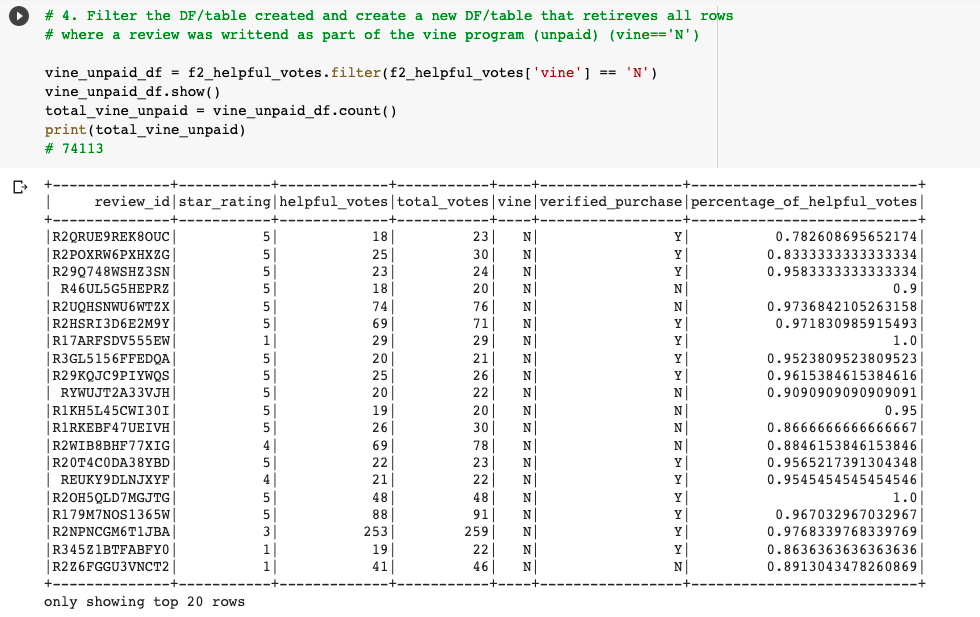 # 4. Filter the DF/table created and create a new DF/table that retireves all rows
# where a review was writtend as part of the vine program (unpaid) (vine=='N')
vine_unpaid_df = f2_helpful_votes.filter(f2_helpful_votes['vine'] == 'N')
vine_unpaid_df.show()
total_vine_unpaid = vine_unpaid_df.count()
print(total_vine_unpaid)
# 74113
+--------------+-----------+-------------+-----------+----+-----------------+---------------------------+
|     review_id|star_rating|helpful_votes|total_votes|vine|verified_purchase|percentage_of_helpful_votes|
+--------------+-----------+-------------+-----------+----+-----------------+---------------------------+
|R2QRUE9REK8OUC|          5|           18|         23|   N|                Y|          0.782608695652174|
|R2POXRW6PXHXZG|          5|           25|         30|   N|                Y|         0.8333333333333334|
|R29Q748WSHZ3SN|          5|           23|         24|   N|                Y|         0.9583333333333334|
| R46UL5G5HEPRZ|          5|           18|         20|   N|                N|                        0.9|
|R2UQHSNWU6WTZX|          5|           74|         76|   N|                N|         0.9736842105263158|
|R2HSRI3D6E2M9Y|          5|           69|         71|   N|                Y|          0.971830985915493|
|R17ARFSDV555EW|          1|           29|         29|   N|                Y|                        1.0|
|R3GL5156FFEDQA|          5|           20|         21|   N|                Y|         0.9523809523809523|
|R29KQJC9PIYWQS|          5|           25|         26|   N|                Y|         0.9615384615384616|
| RYWUJT2A33VJH|          5|           20|         22|   N|                N|         0.9090909090909091|
|R1KH5L45CWI30I|          5|           19|         20|   N|                N|                       0.95|
|R1RKEBF47UEIVH|          5|           26|         30|   N|                N|         0.8666666666666667|
|R2WIB8BHF77XIG|          4|           69|         78|   N|                N|         0.8846153846153846|
|R20T4C0DA38YBD|          5|           22|         23|   N|                Y|         0.9565217391304348|
| REUKY9DLNJXYF|          4|           21|         22|   N|                Y|         0.9545454545454546|
|R2OH5QLD7MGJTG|          5|           48|         48|   N|                Y|                        1.0|
|R179M7NOS1365W|          5|           88|         91|   N|                Y|          0.967032967032967|
|R2NPNCGM6T1JBA|          3|          253|        259|   N|                Y|         0.9768339768339769|
|R345Z1BTFABFY0|          1|           19|         22|   N|                Y|         0.8636363636363636|
|R2Z6FGGU3VNCT2|          1|           41|         46|   N|                N|         0.8913043478260869|
+--------------+-----------+-------------+-----------+----+-----------------+---------------------------+
only showing top 20 rows